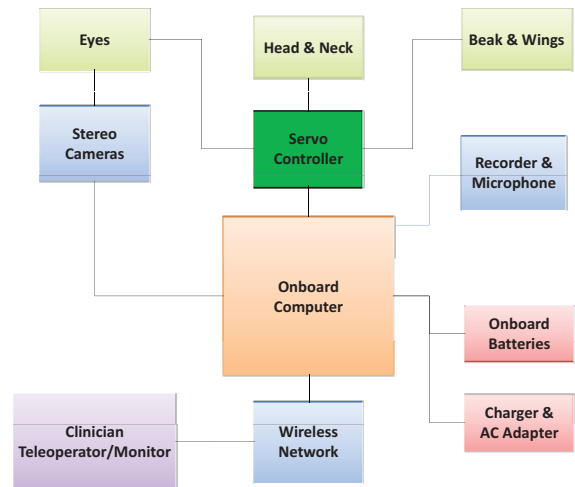 Eyes
Head & Neck
Beak & Wings
Stereo
Cameras
Servo
Controller
Recorder &
Microphone
Onboard
Computer
Onboard
Batteries
Clinician
Teleoperator/Monitor
Wireless
Network
Charger &
AC Adapter